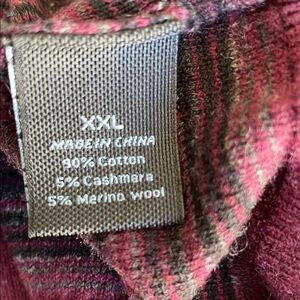 XXL
MADE IN CHINA
90% Cotton
5% Cashmere
5% Merino wool